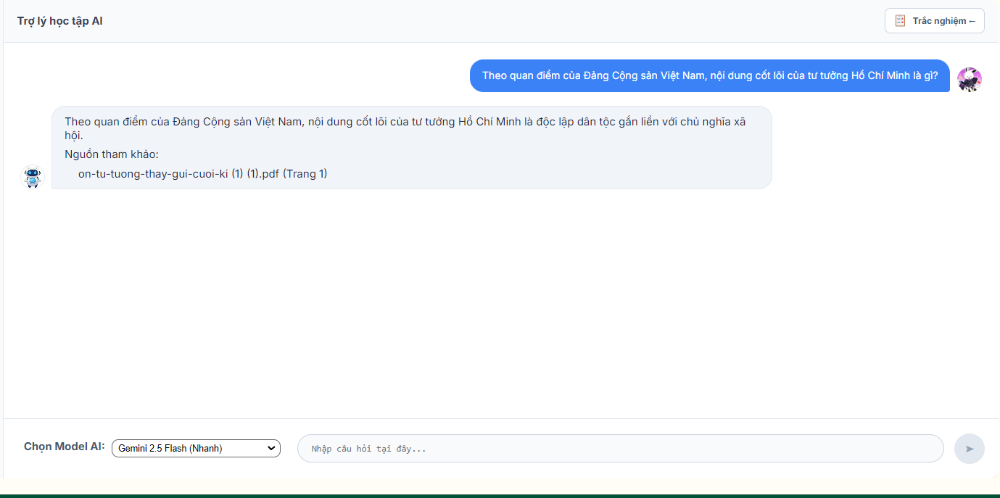 Trợ lý học tập AI
Trắc nghiệm ←
Theo quan điểm của Đảng Cộng sản Việt Nam, nội dung cốt lõi của tư tưởng Hồ Chí Minh là gì?
Theo quan điểm của Đảng Cộng sản Việt Nam, nội dung cốt lõi của tư tưởng Hồ Chí Minh là độc lập dân tộc gắn liền với chủ nghĩa xã
hội.
Nguồn tham khảo:
on-tu-tuong-thay-gui-cuoi-ki (1) (1).pdf (Trang 1)
Chọn Model AI:
Gemini 2.5 Flash (Nhanh)
Nhập câu hỏi tại đây...